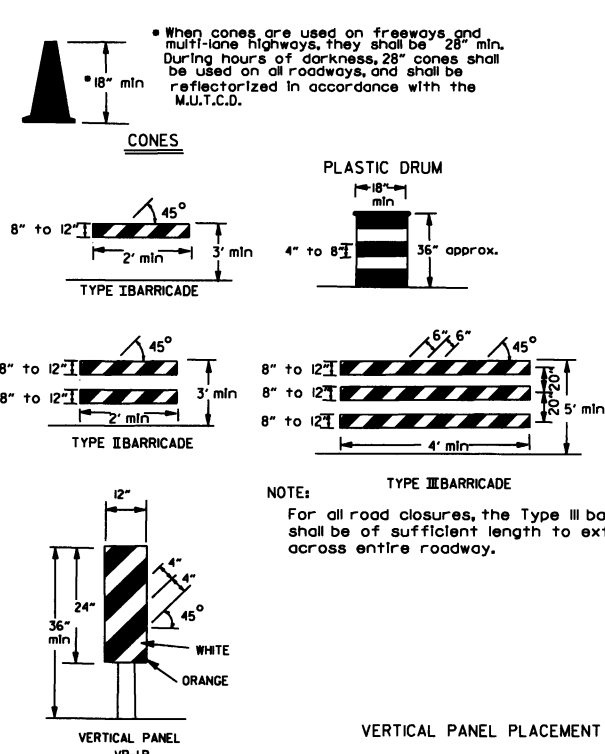 * When cones are used on freeways and
multi-lane highways, they shall be 28" min.
During hours of darkness, 28" cones shall
be used on all roadways, and shall be
reflectorized in accordance with the
M.U.T.C.D.
*18" min
CONES
PLASTIC DRUM
18"
min
4" to 8"
36" approx.
45°
8" to 12"
2' min
3' min
TYPE I BARRICADE
45°
8" to 12"
8" to 12"
2' min
3' min
TYPE II BARRICADE
6" 6"
45°
8" to 12"
8" to 12"
8" to 12"
20"
20"
5' min
4' min
TYPE III BARRICADE
NOTE:
For all road closures, the Type III ba
shall be of sufficient length to ext
across entire roadway.
12"
4"
4"
45°
24"
36"
min
WHITE
ORANGE
VERTICAL PANEL
VERTICAL PANEL PLACEMENT